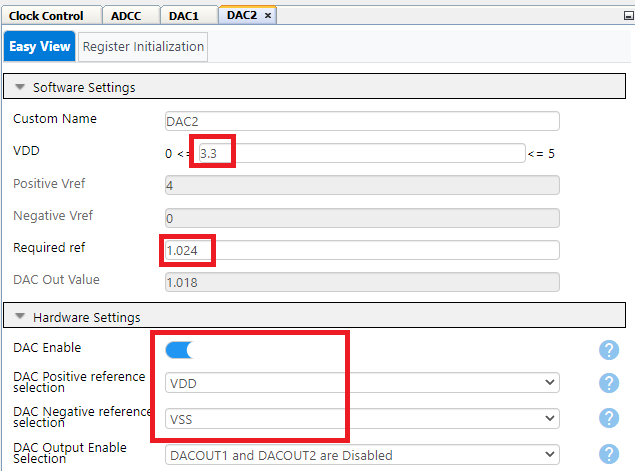 Clock Control ADCC DAC1 DAC2 ×
Easy View Register Initialization
Software Settings
Custom Name DAC2
VDD 0 <= 3.3 <= 5
Positive Vref 4
Negative Vref 0
Required ref 1.024
DAC Out Value 1.018
Hardware Settings
DAC Enable ?
DAC Positive reference
selection VDD ?
DAC Negative reference
selection VSS ?
DAC Output Enable
Selection DACOUT1 and DACOUT2 are Disabled ?